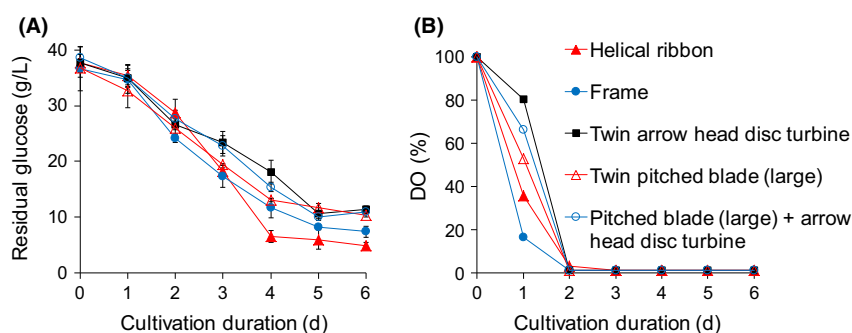 (A)
Residual glucose (g/L)
40
30
20
10
0
0 1 2 3 4 5 6
Cultivation duration (d)
(B)
DO (%)
100
80
60
40
20
0
0 1 2 3 4 5 6
Cultivation duration (d)
Helical ribbon
Frame
Twin arrow head disc turbine
Twin pitched blade (large)
Pitched blade (large) + arrow
head disc turbine